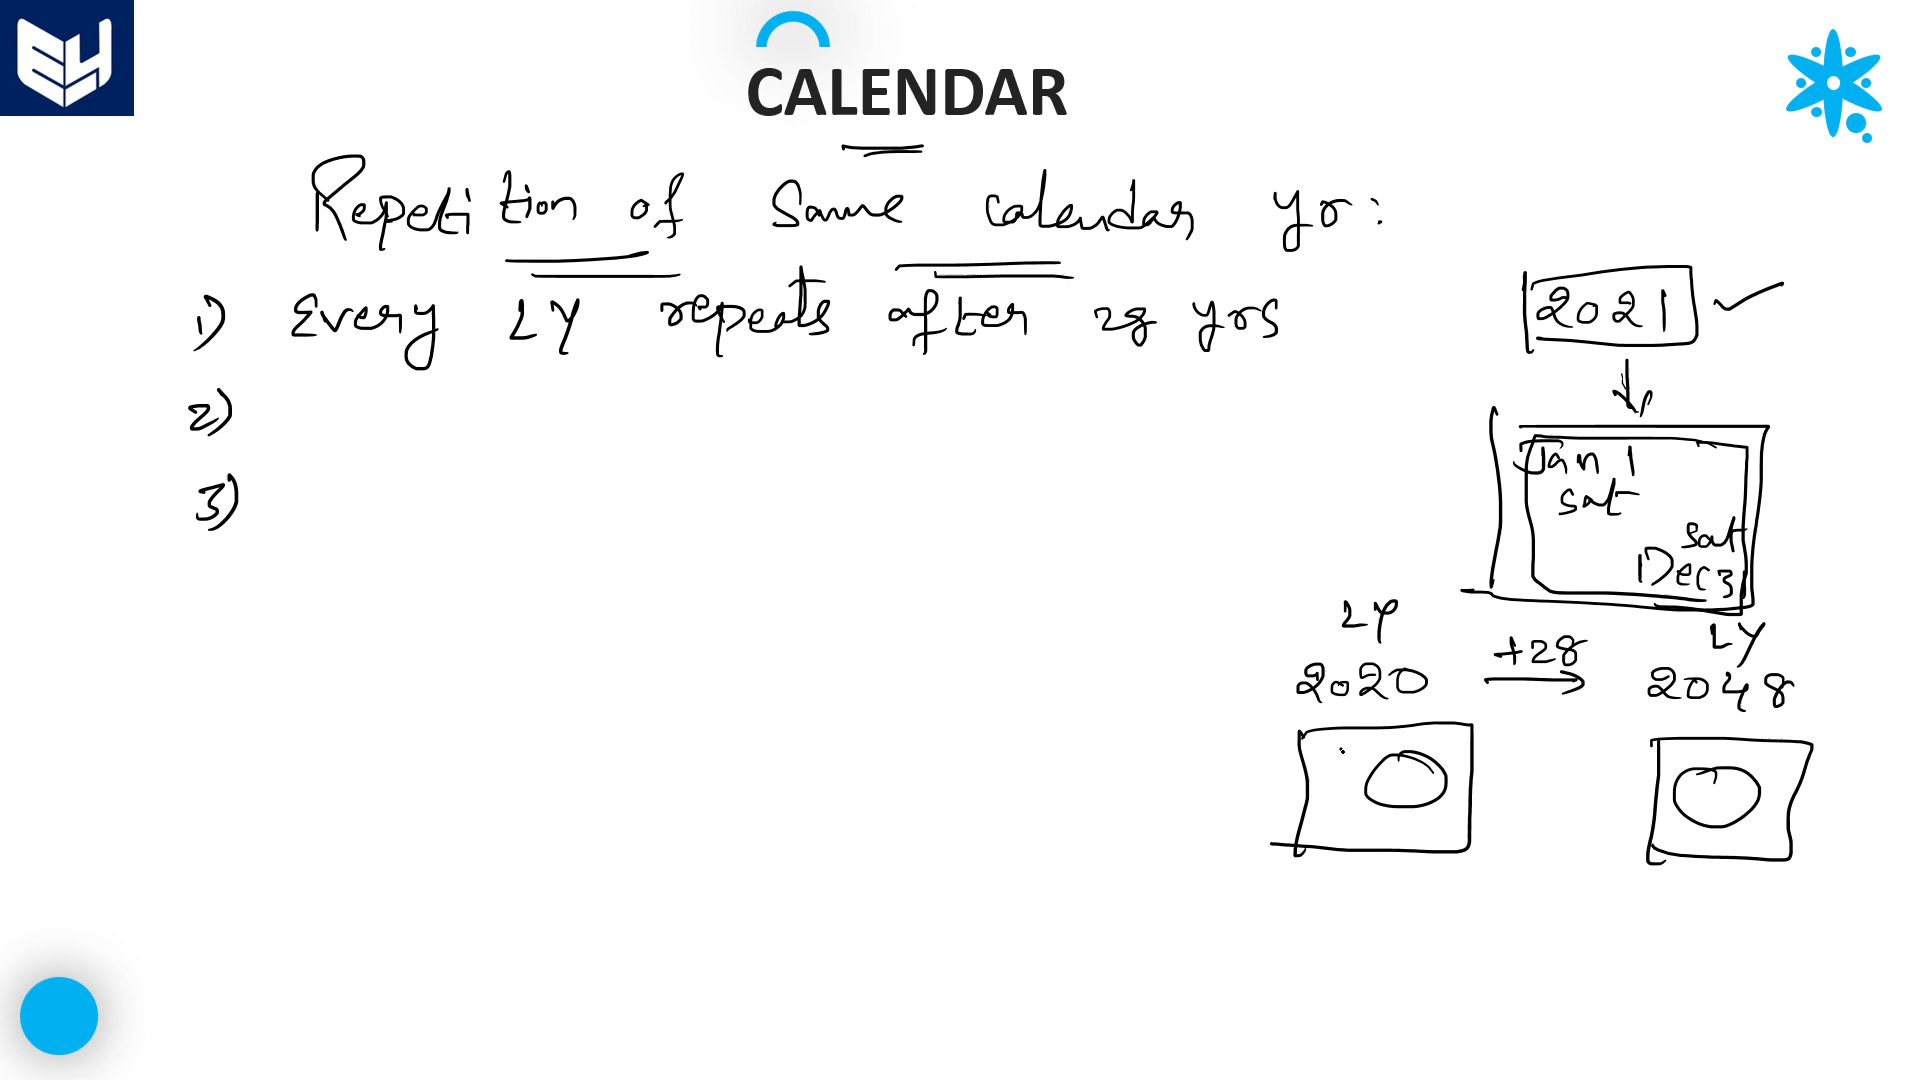 CALENDAR
Repetition of Same calendar yr:
1) Every LY repeats after 28 yrs
2)
3)
2021
Jan 1
sat
sat
Dec 31
LY
2020
+28
LY
2048